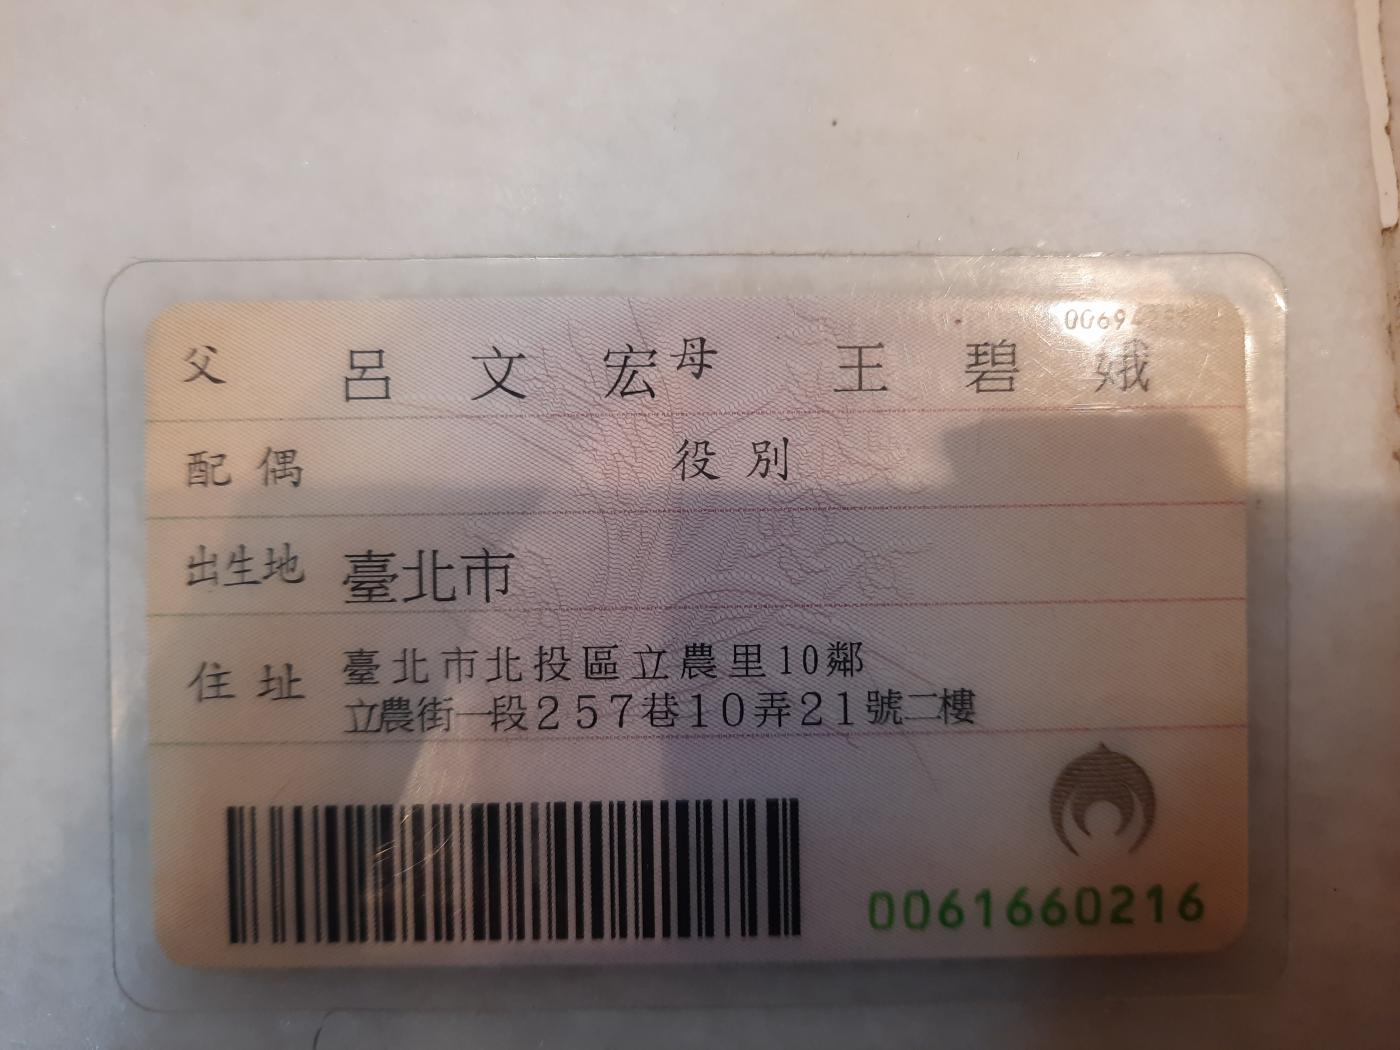 父 呂文宏 母 王碧娥
配偶 役別
出生地 臺北市
住址 臺北市北投區立農里10鄰
立農街一段257巷10弄21號二樓
0061660216